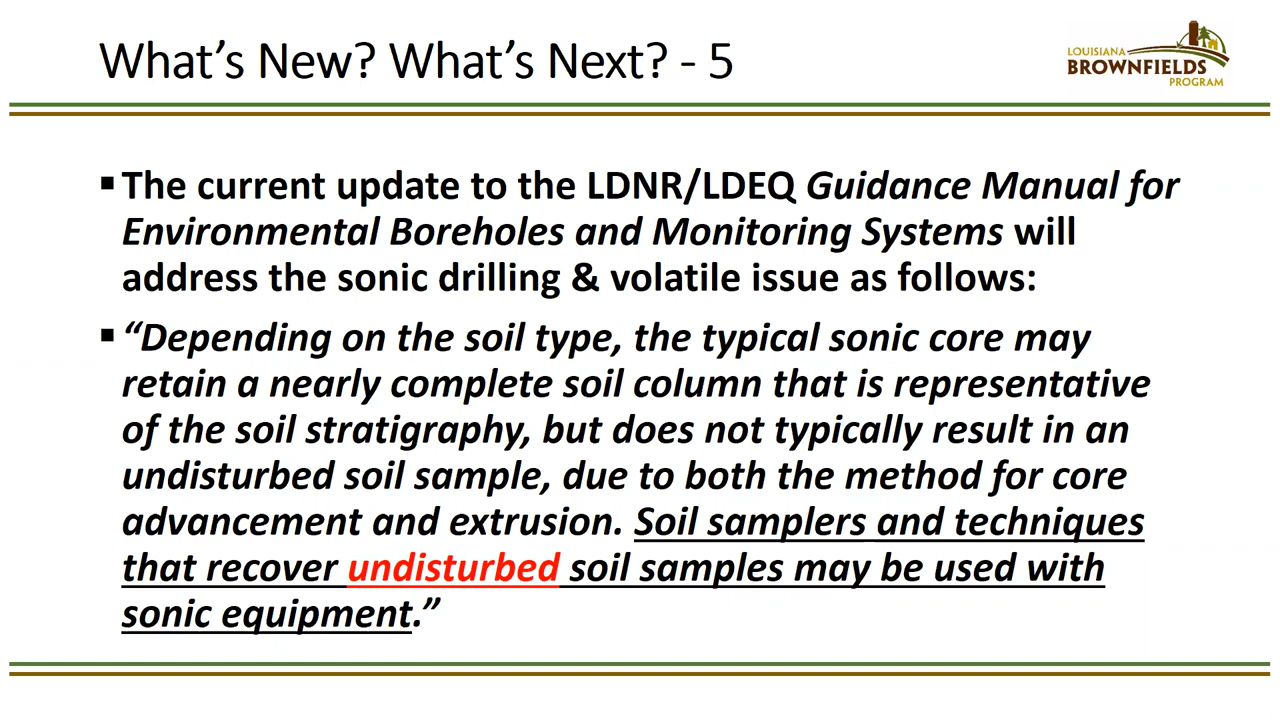 What's New? What's Next? - 5
LOUISIANA
BROWNFIELDS
PROGRAM
▪ The current update to the LDNR/LDEQ Guidance Manual for
Environmental Boreholes and Monitoring Systems will
address the sonic drilling & volatile issue as follows:
▪ “Depending on the soil type, the typical sonic core may
retain a nearly complete soil column that is representative
of the soil stratigraphy, but does not typically result in an
undisturbed soil sample, due to both the method for core
advancement and extrusion. Soil samplers and techniques
that recover undisturbed soil samples may be used with
sonic equipment.”